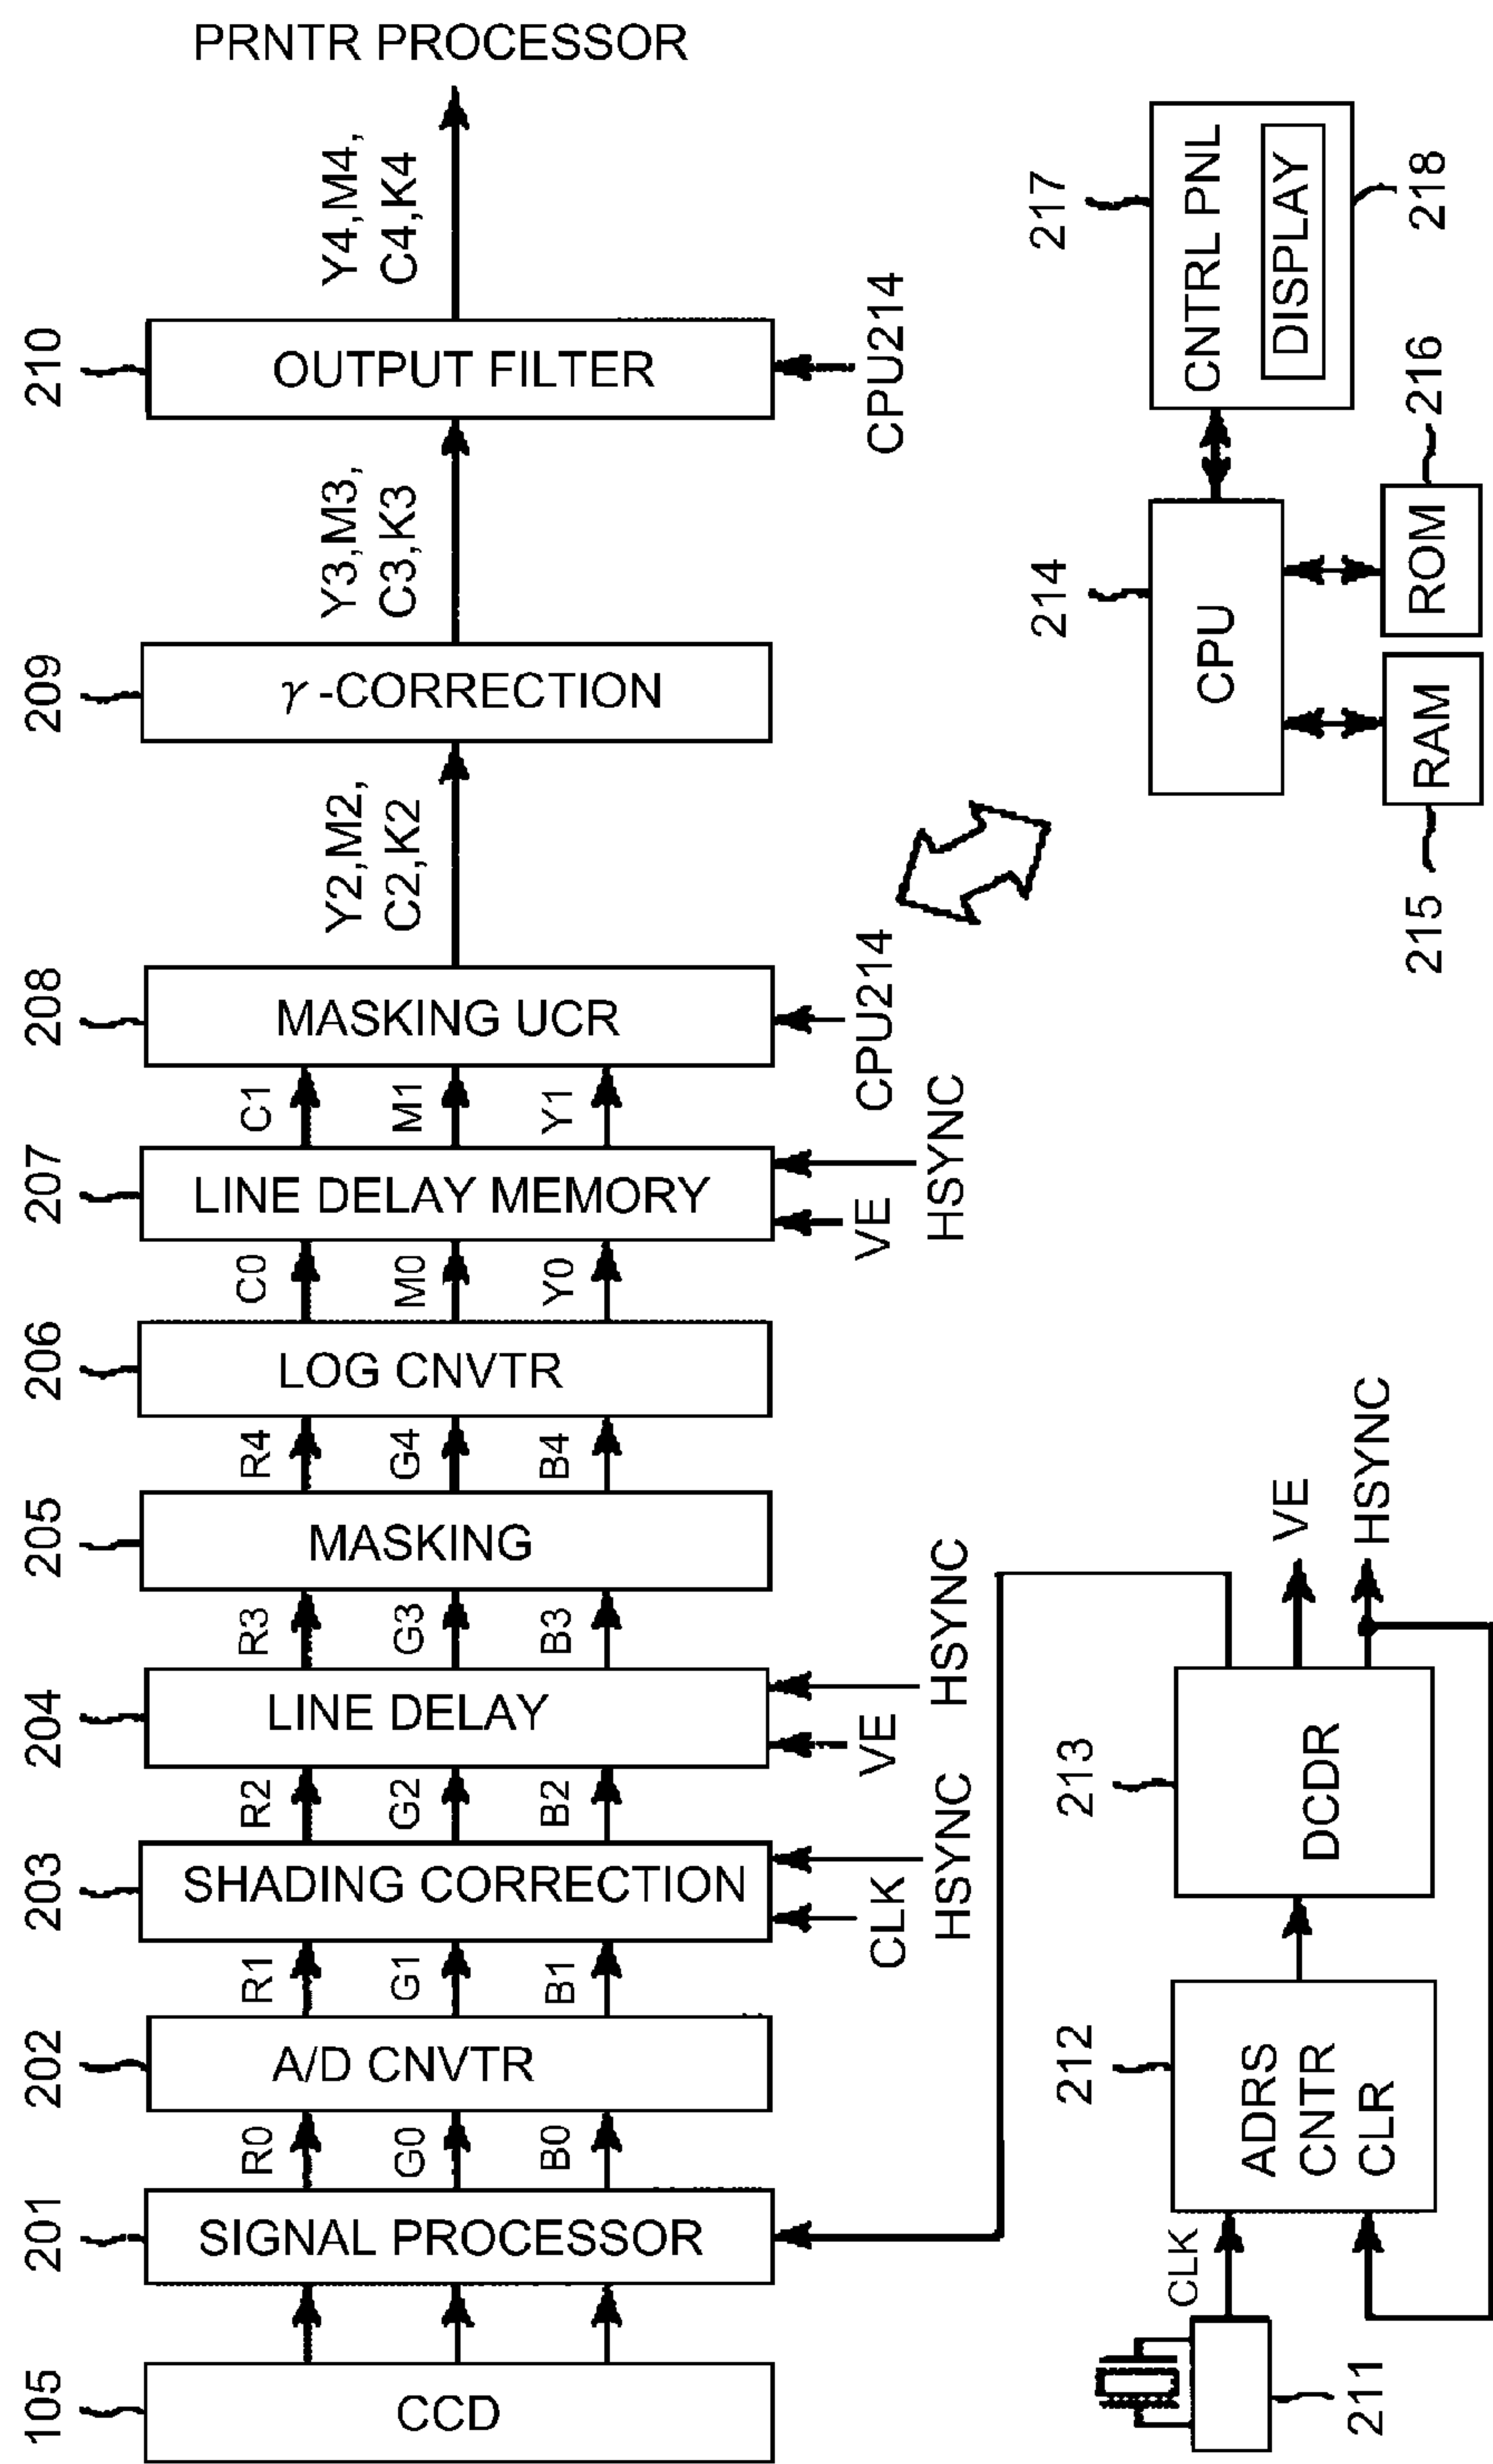 105
CCD
201
SIGNAL PROCESSOR
R0
G0
B0
202
A/D CNVTR
R1
G1
B1
203
SHADING CORRECTION
CLK
HSYNC
R2
G2
B2
204
LINE DELAY
VE
HSYNC
R3
G3
B3
205
MASKING
R4
G4
B4
206
LOG CNVTR
C0
M0
Y0
207
LINE DELAY MEMORY
VE
HSYNC
C1
M1
Y1
208
MASKING UCR
CPU214
Y2,M2,
C2,K2
209
γ-CORRECTION
Y3,M3,
C3,K3
210
OUTPUT FILTER
CPU214
Y4,M4,
C4,K4
PRNTR PROCESSOR
211
CLK
212
ADRS
CNTR
CLR
213
DCDR
VE
HSYNC
214
CPU
215
RAM
216
ROM
217
CNTRL PNL
DISPLAY
218